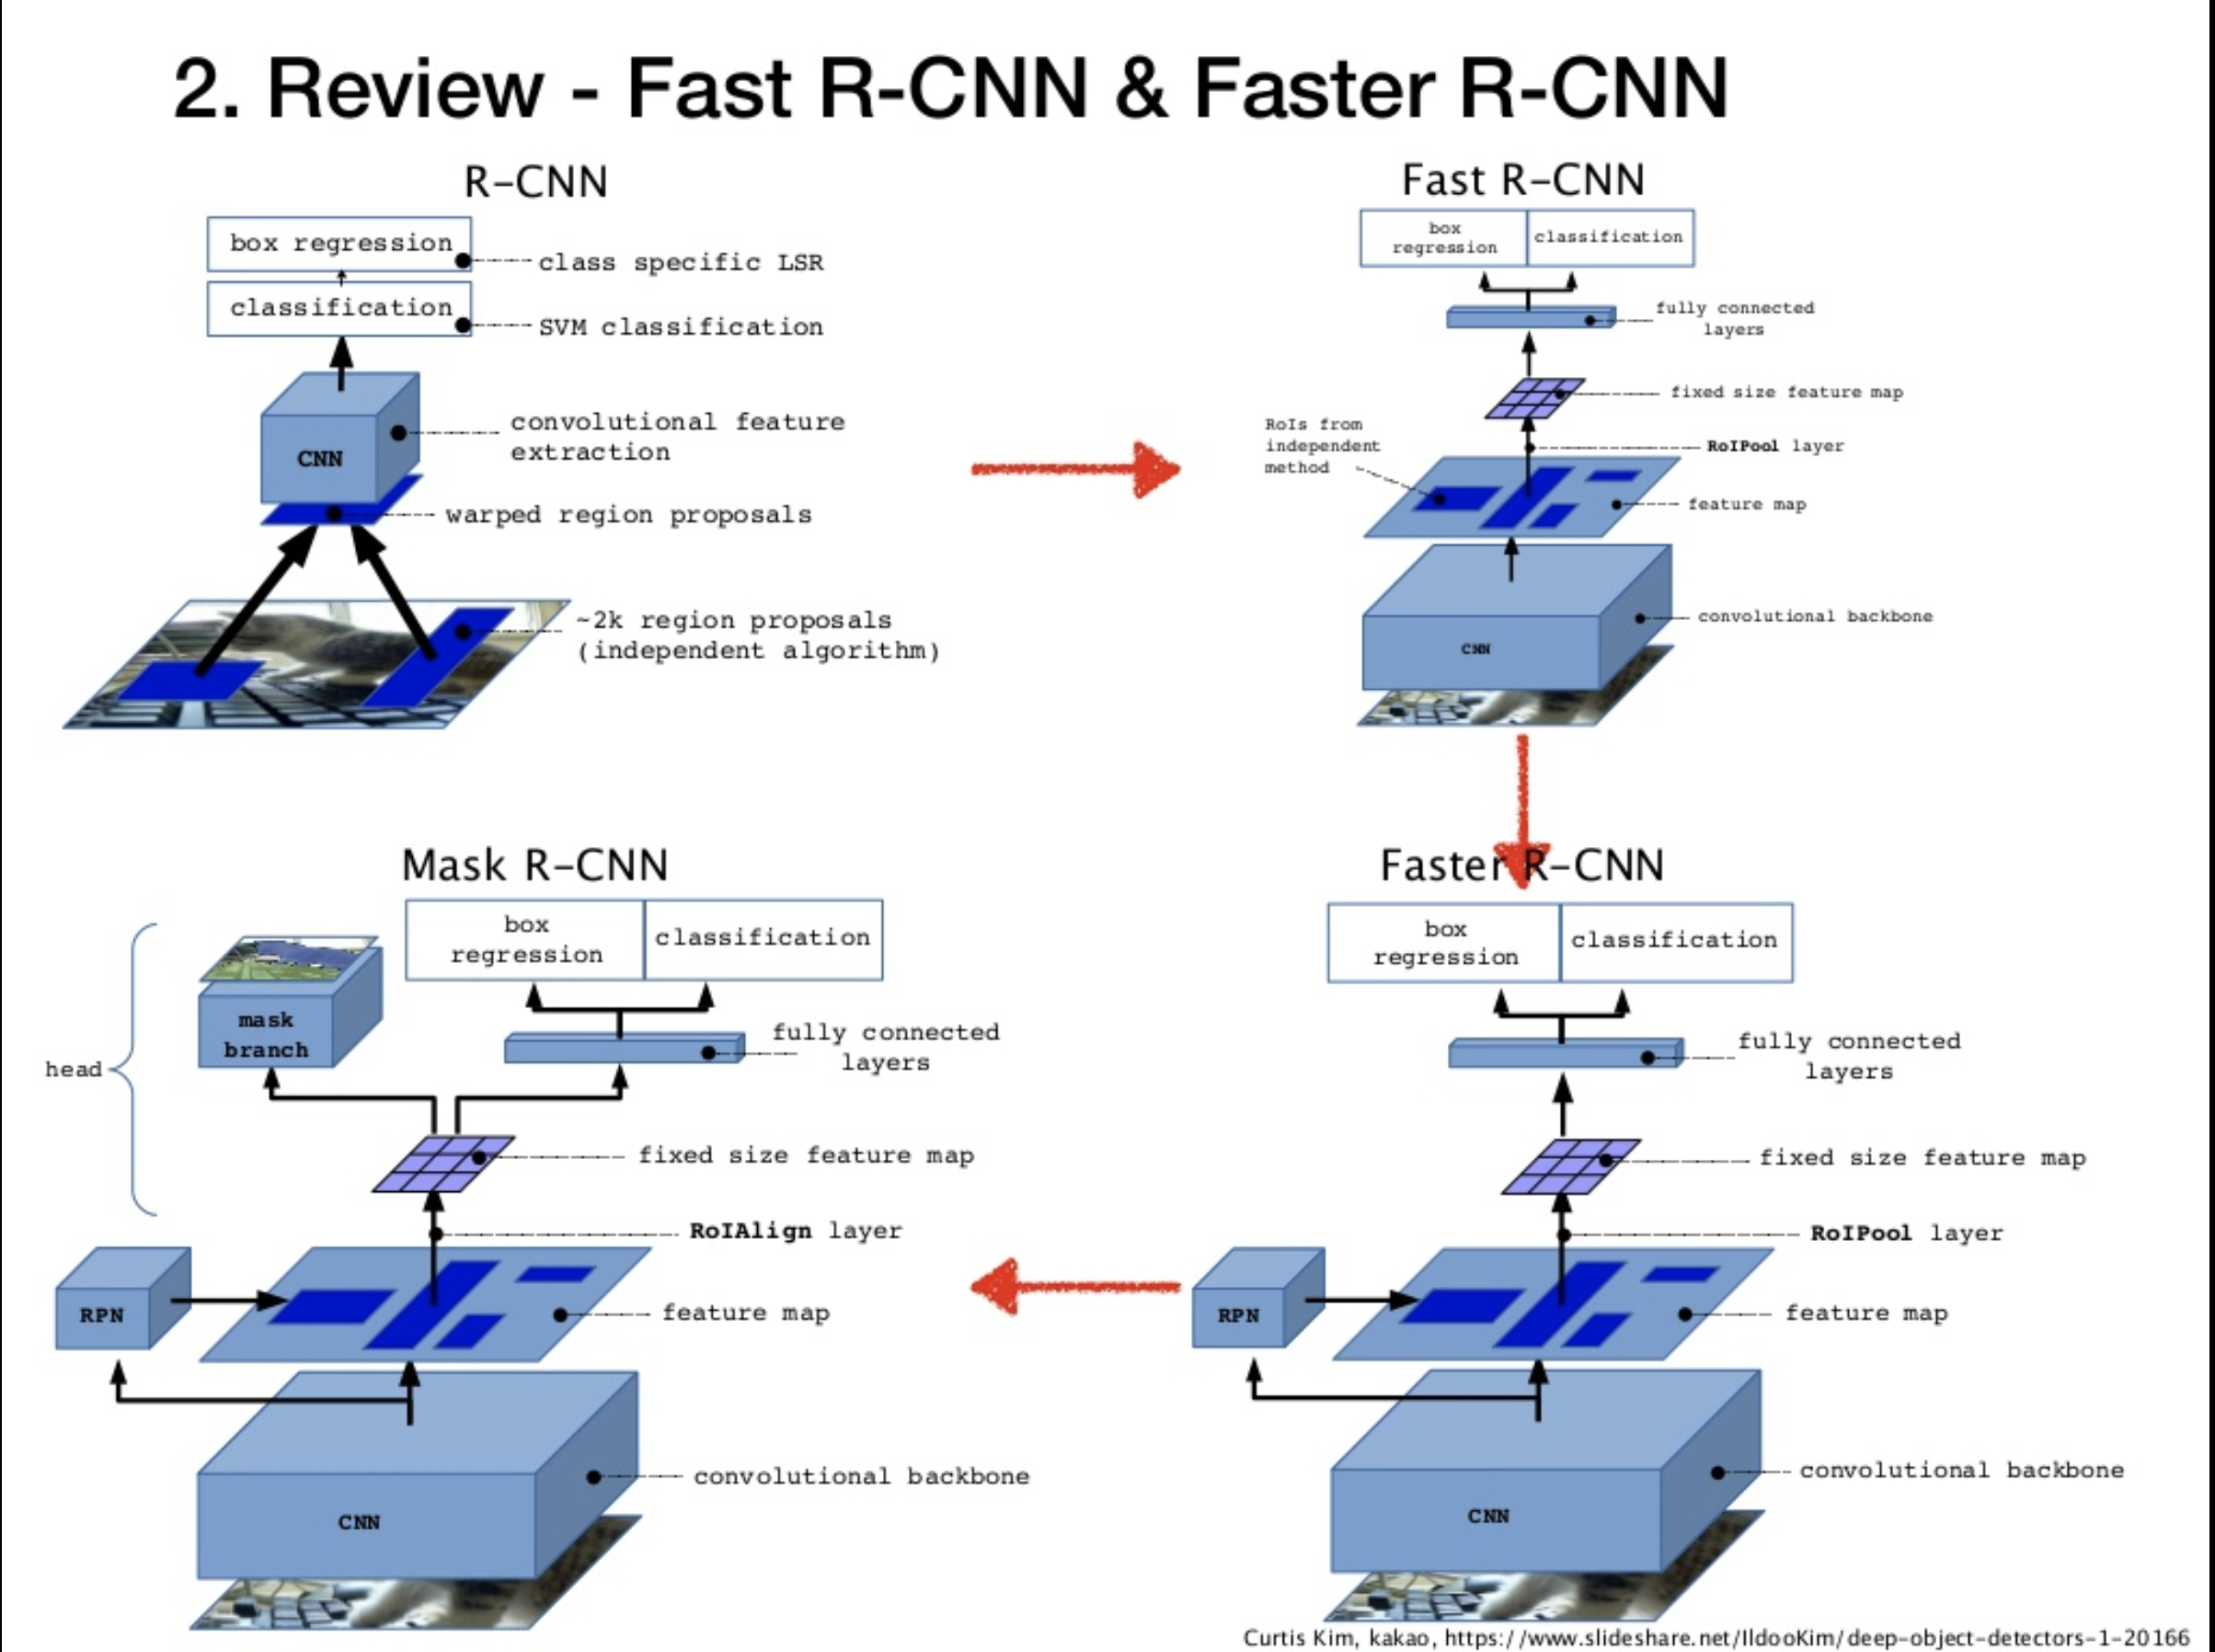 2. Review - Fast R-CNN & Faster R-CNN
R-CNN
box regression
class specific LSR
classification
SVM classification
convolutional feature
extraction
CNN
warped region proposals
~2k region proposals
(independent algorithm)
Fast R-CNN
box
regression
classification
fully connected
layers
fixed size feature map
RoIs from
independent
method
RoIPool layer
feature map
convolutional backbone
CNN
Mask R-CNN
box
regression
classification
mask
branch
head
fully connected
layers
fixed size feature map
RoIAlign layer
RPN
feature map
convolutional backbone
CNN
Faster R-CNN
box
regression
classification
fully connected
layers
fixed size feature map
RoIPool layer
RPN
feature map
convolutional backbone
CNN
Curtis Kim, kakao, https://www.slideshare.net/IldooKim/deep-object-detectors-1-20166